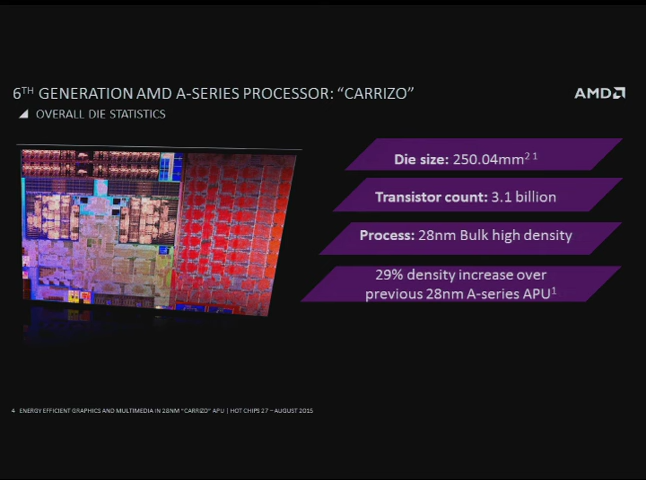 6TH GENERATION AMD A-SERIES PROCESSOR: “CARRIZO”
AMD
OVERALL DIE STATISTICS
Die size: 250.04mm2 1
Transistor count: 3.1 billion
Process: 28nm Bulk high density
29% density increase over
previous 28nm A-series APU1
4 ENERGY EFFICIENT GRAPHICS AND MULTIMEDIA IN 28NM “CARRIZO” APU | HOT CHIPS 27 – AUGUST 2015